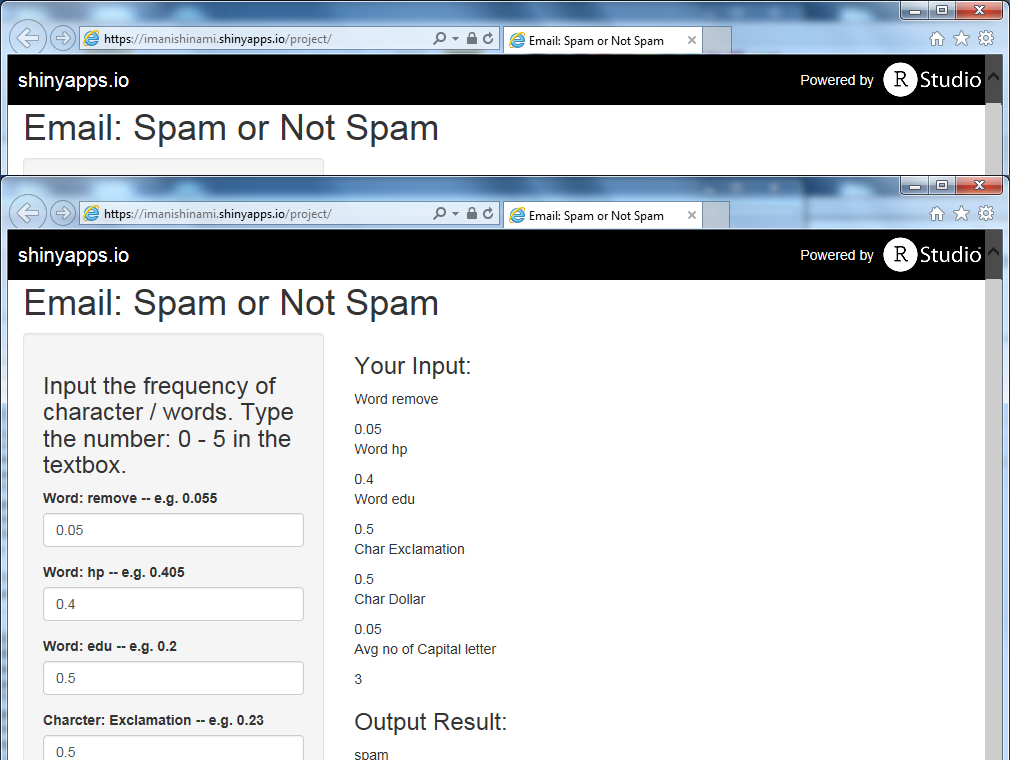 https://imanishinami.shinyapps.io/project/
Email: Spam or Not Spam
shinyapps.io
Powered by R Studio
Email: Spam or Not Spam
https://imanishinami.shinyapps.io/project/
Email: Spam or Not Spam
shinyapps.io
Powered by R Studio
Email: Spam or Not Spam
Input the frequency of
character / words. Type
the number: 0 - 5 in the
textbox.
Word: remove -- e.g. 0.055
0.05
Word: hp -- e.g. 0.405
0.4
Word: edu -- e.g. 0.2
0.5
Charcter: Exclamation -- e.g. 0.23
0.5
Your Input:
Word remove
0.05
Word hp
0.4
Word edu
0.5
Char Exclamation
0.5
Char Dollar
0.05
Avg no of Capital letter
3
Output Result:
spam